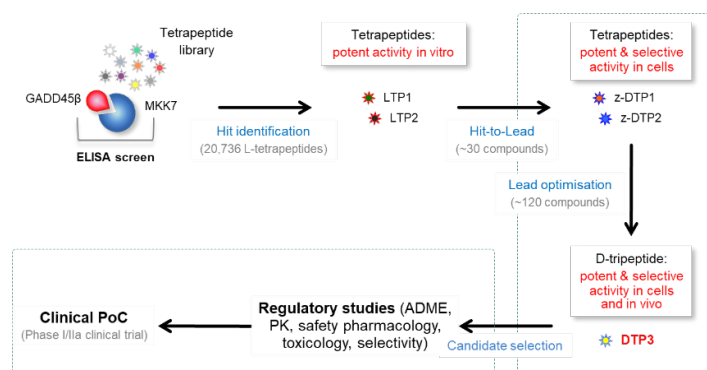 Tetrapeptide
library
GADD45β
MKK7
ELISA screen
Hit identification
(20,736 L-tetrapeptides)
Tetrapeptides:
potent activity in vitro
LTP1
LTP2
Hit-to-Lead
(~30 compounds)
Tetrapeptides:
potent & selective
activity in cells
z-DTP1
z-DTP2
Lead optimisation
(~120 compounds)
D-tripeptide:
potent & selective
activity in cells
and in vivo
DTP3
Candidate selection
Regulatory studies (ADME,
PK, safety pharmacology,
toxicology, selectivity)
Clinical PoC
(Phase I/IIa clinical trial)